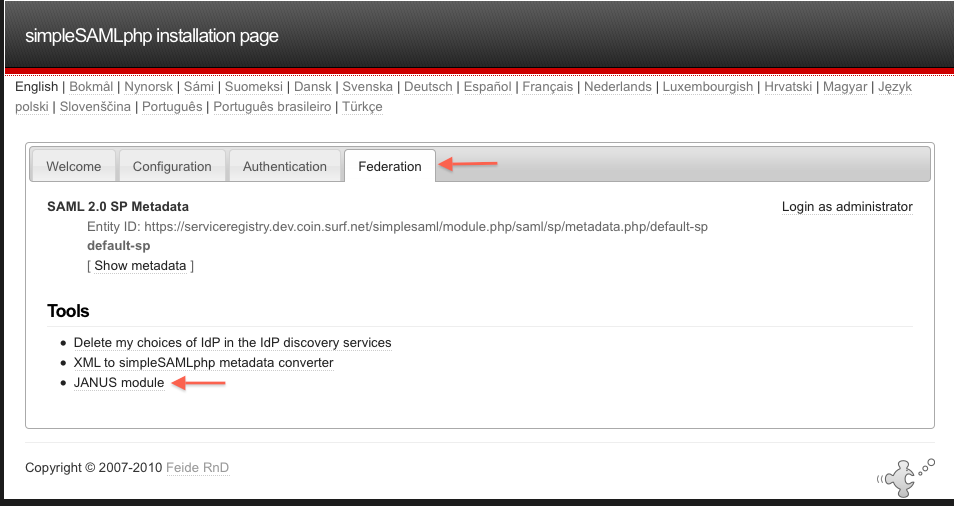 simpleSAMLphp installation page
English | Bokmål | Nynorsk | Sámi | Suomeksi | Dansk | Svenska | Deutsch | Español | Français | Nederlands | Luxembourgish | Hrvatski | Magyar | Język
polski | Slovenščina | Português | Português brasileiro | Türkçe
Welcome Configuration Authentication Federation
SAML 2.0 SP Metadata Login as administrator
Entity ID: https://serviceregistry.dev.coin.surf.net/simplesaml/module.php/saml/sp/metadata.php/default-sp
default-sp
[ Show metadata ]
Tools
• Delete my choices of IdP in the IdP discovery services
• XML to simpleSAMLphp metadata converter
• JANUS module
Copyright © 2007-2010 Feide RnD